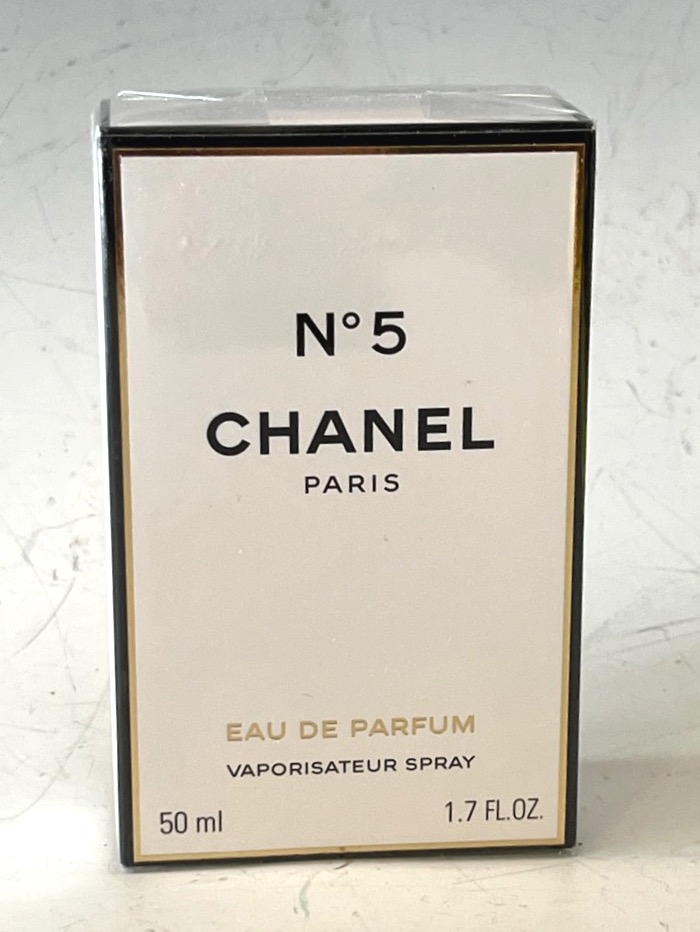 N°5
CHANEL
PARIS
EAU DE PARFUM
VAPORISATEUR SPRAY
50 ml 1.7 FL.OZ.